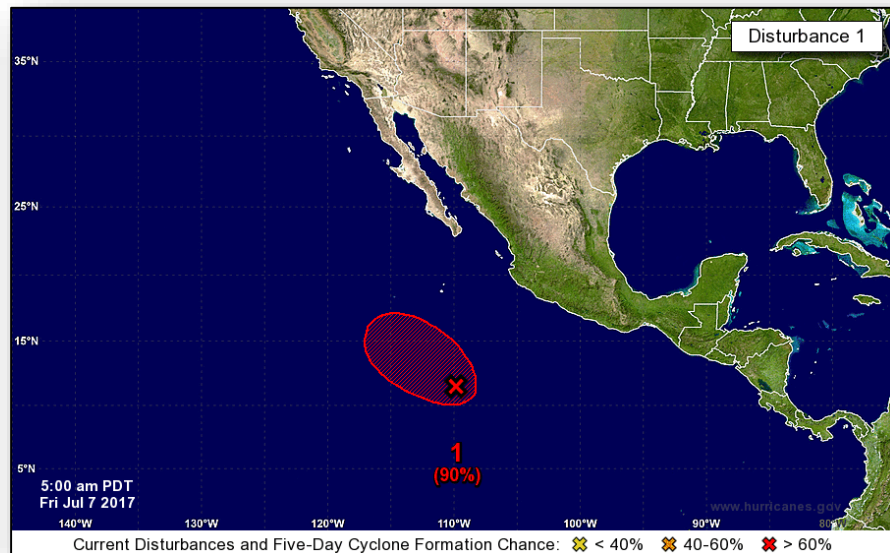 Disturbance 1
35°N
25°N
15°N
5°N
1
(90%)
5:00 am PDT
Fri Jul 7 2017
www.hurricanes.gov
140°W 130°W 120°W 110°W 100°W 90°W 80°W
Current Disturbances and Five-Day Cyclone Formation Chance: < 40% 40-60% > 60%